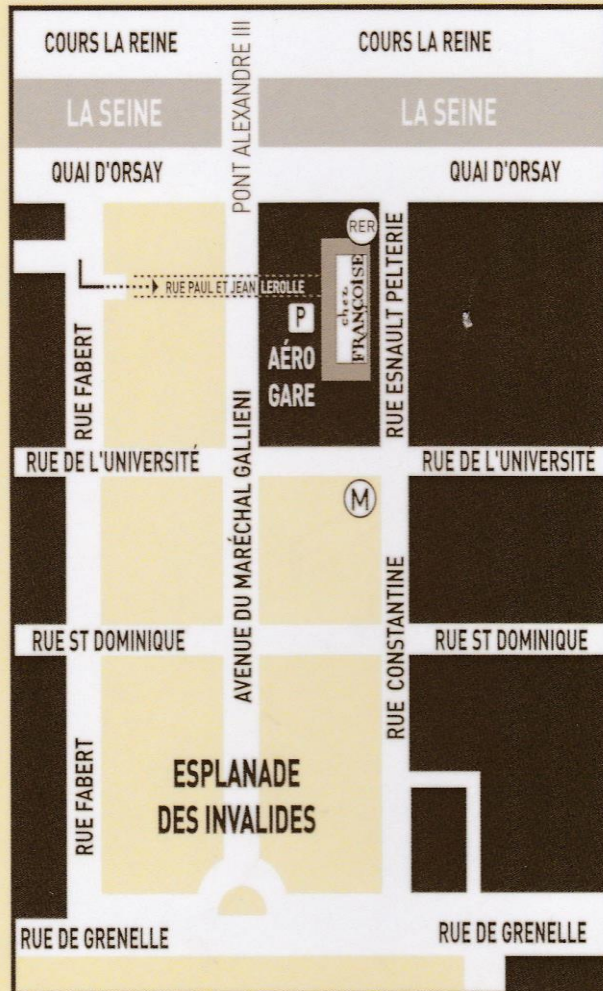 COURS LA REINE
COURS LA REINE
PONT ALEXANDRE III
LA SEINE
LA SEINE
QUAI D'ORSAY
QUAI D'ORSAY
RER
chez
FRANÇOISE
RUE PAUL ET JEAN LEROLLE
P
AÉRO
GARE
RUE FABERT
RUE ESNAULT PELTERIE
RUE DE L'UNIVERSITÉ
RUE DE L'UNIVERSITÉ
M
AVENUE DU MARÉCHAL GALLIENI
RUE ST DOMINIQUE
RUE ST DOMINIQUE
RUE CONSTANTINE
RUE FABERT
ESPLANADE
DES INVALIDES
RUE DE GRENELLE
RUE DE GRENELLE